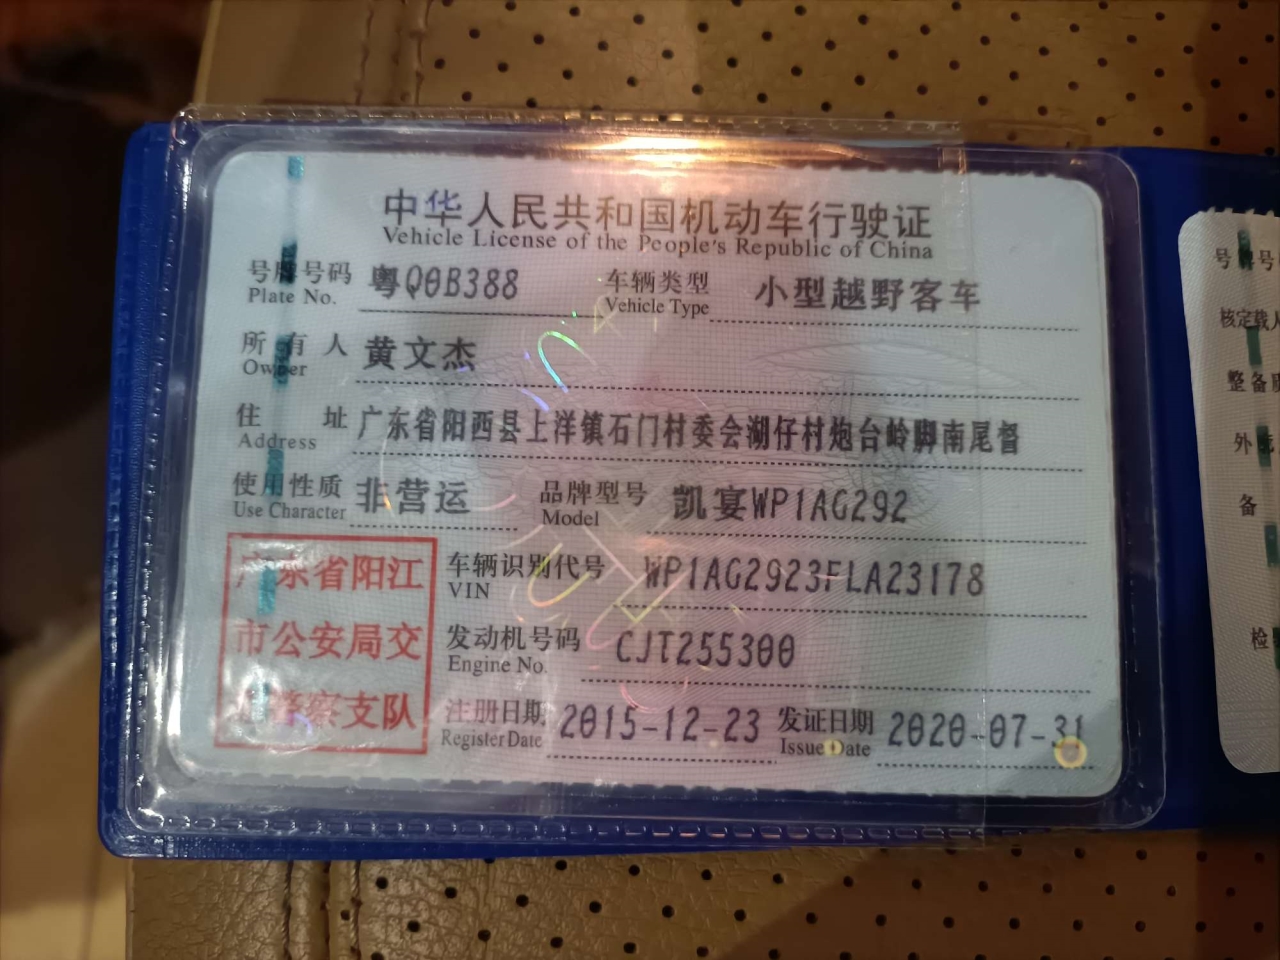 中华人民共和国机动车行驶证
Vehicle License of the People's Republic of China
号牌号码 粤Q0B388 车辆类型 小型越野客车
Plate No. Vehicle Type
所有人 黄文杰
Owner
住址 广东省阳西县上洋镇石门村委会湖仔村炮台岭脚南尾督
Address
使用性质 非营运 品牌型号 凯宴WP1AG292
Use Character Model
广东省阳江
市公安局交
警察支队
车辆识别代号 WP1AG2923FLA23178
VIN
发动机号码 CJT255300
Engine No.
注册日期 2015-12-23 发证日期 2020-07-31
Register Date Issue Date
号牌号
核定载人
整备
外
备
检